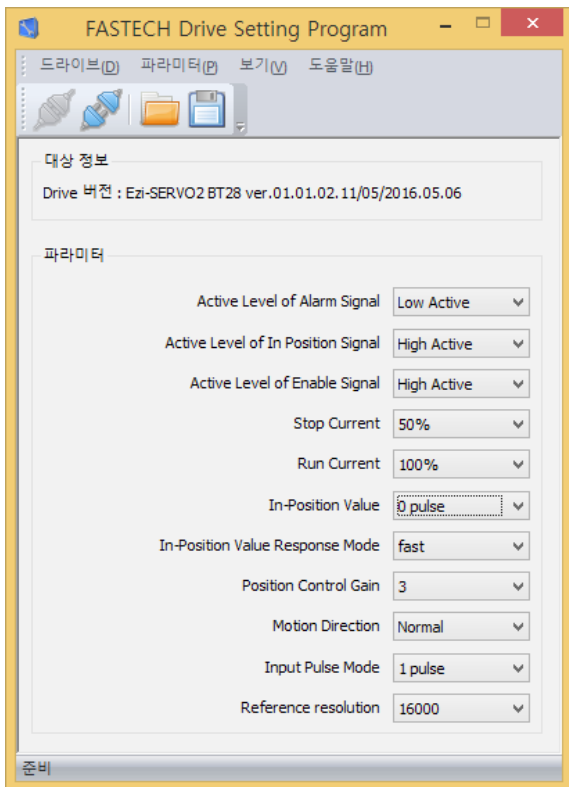 FASTECH Drive Setting Program
드라이브(D) 파라미터(P) 보기(V) 도움말(H)
대상 정보
Drive 버전 : Ezi-SERVO2 BT28 ver.01.01.02.11/05/2016.05.06
파라미터
Active Level of Alarm Signal Low Active
Active Level of In Position Signal High Active
Active Level of Enable Signal High Active
Stop Current 50%
Run Current 100%
In-Position Value 0 pulse
In-Position Value Response Mode fast
Position Control Gain 3
Motion Direction Normal
Input Pulse Mode 1 pulse
Reference resolution 16000
준비